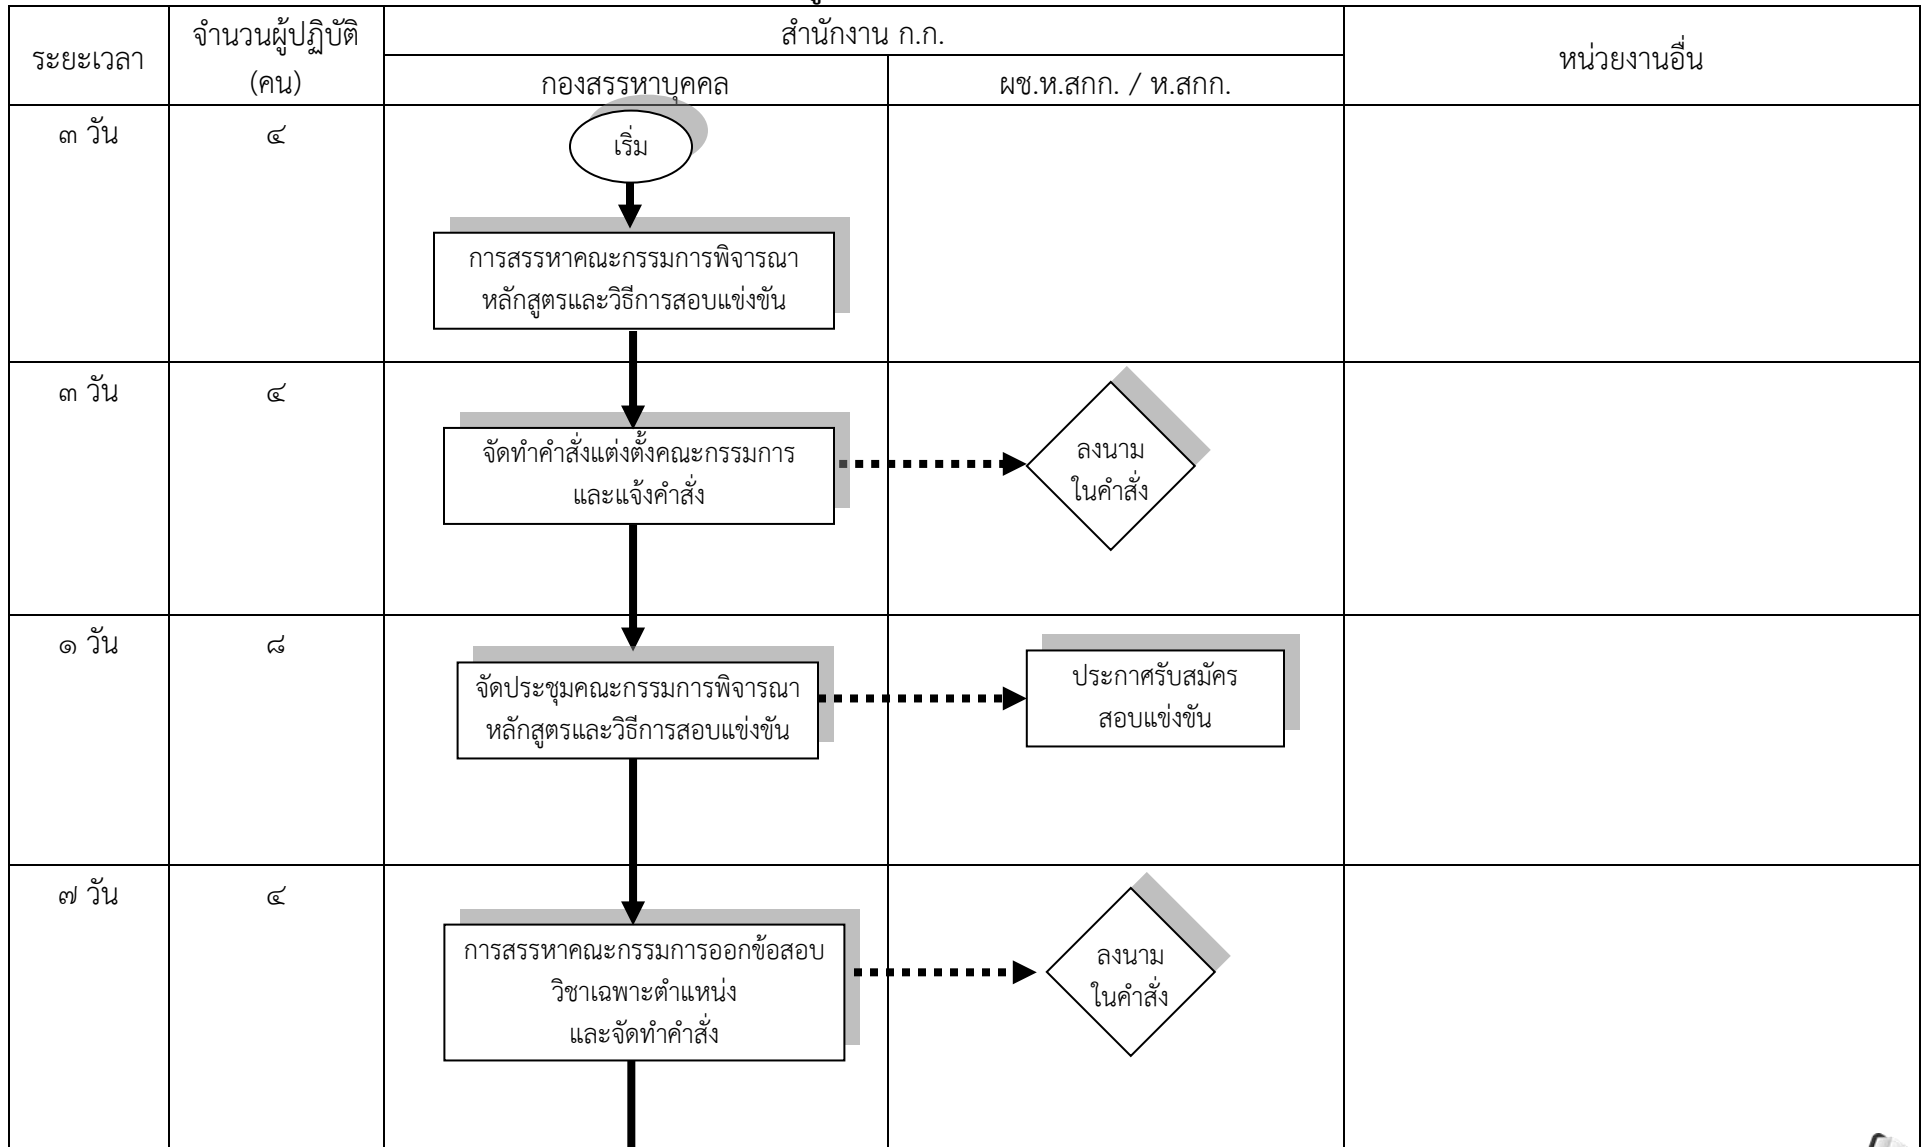 ระยะเวลา
จำนวนผู้ปฏิบัติ
(คน)
สำนักงาน ก.ก.
หน่วยงานอื่น
กองสรรหาบุคคล
ผช.ห.สกก. / ห.สกก.
๓ วัน
๔
เริ่ม
การสรรหาคณะกรรมการพิจารณา
หลักสูตรและวิธีการสอบแข่งขัน
๓ วัน
๔
จัดทำคำสั่งแต่งตั้งคณะกรรมการ
และแจ้งคำสั่ง
ลงนาม
ในคำสั่ง
๑ วัน
๘
จัดประชุมคณะกรรมการพิจารณา
หลักสูตรและวิธีการสอบแข่งขัน
ประกาศรับสมัคร
สอบแข่งขัน
๗ วัน
๔
การสรรหาคณะกรรมการออกข้อสอบ
วิชาเฉพาะตำแหน่ง
และจัดทำคำสั่ง
ลงนาม
ในคำสั่ง